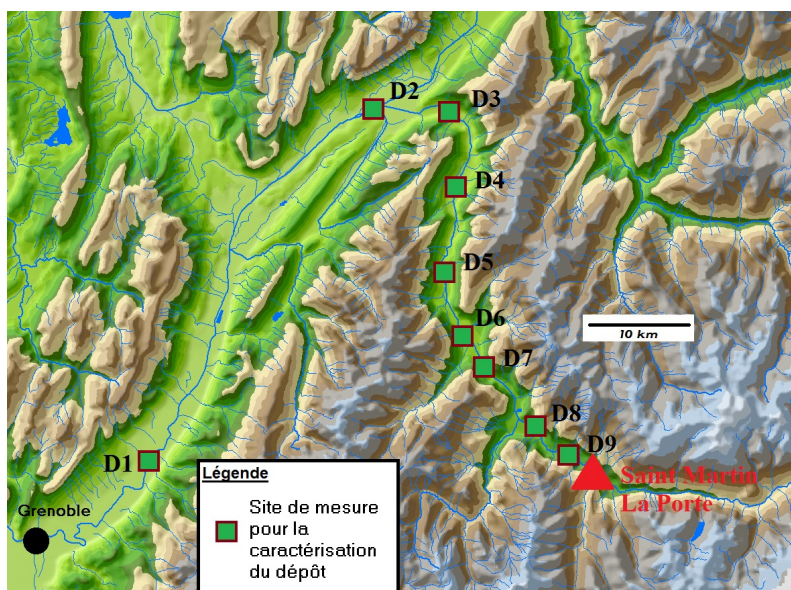 D2
D3
D4
D5
10 km
D6
D7
D8
D9
D1
Saint Martin
La Porte
Grenoble
Légende
Site de mesure
pour la
caractérisation
du dépôt